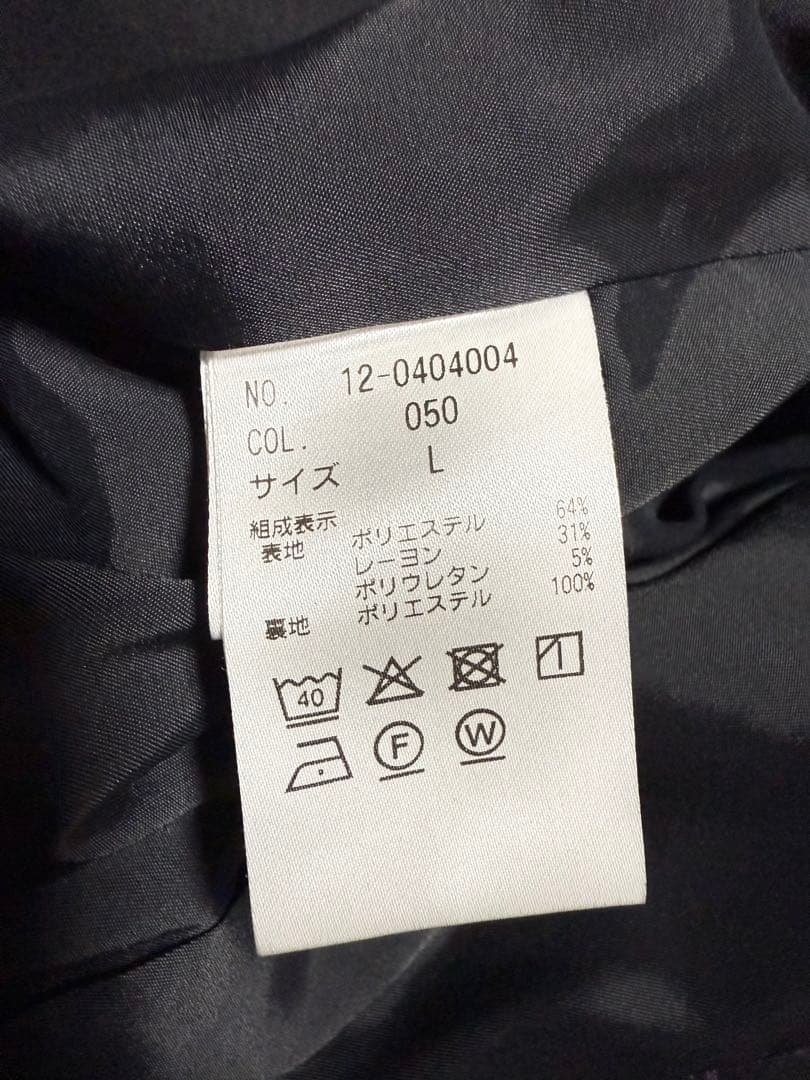 NO. 12-0404004
COL. 050
サイズ L
組成表示
表地 ポリエステル 64%
レーヨン 31%
ポリウレタン 5%
裏地 ポリエステル 100%
40
F W